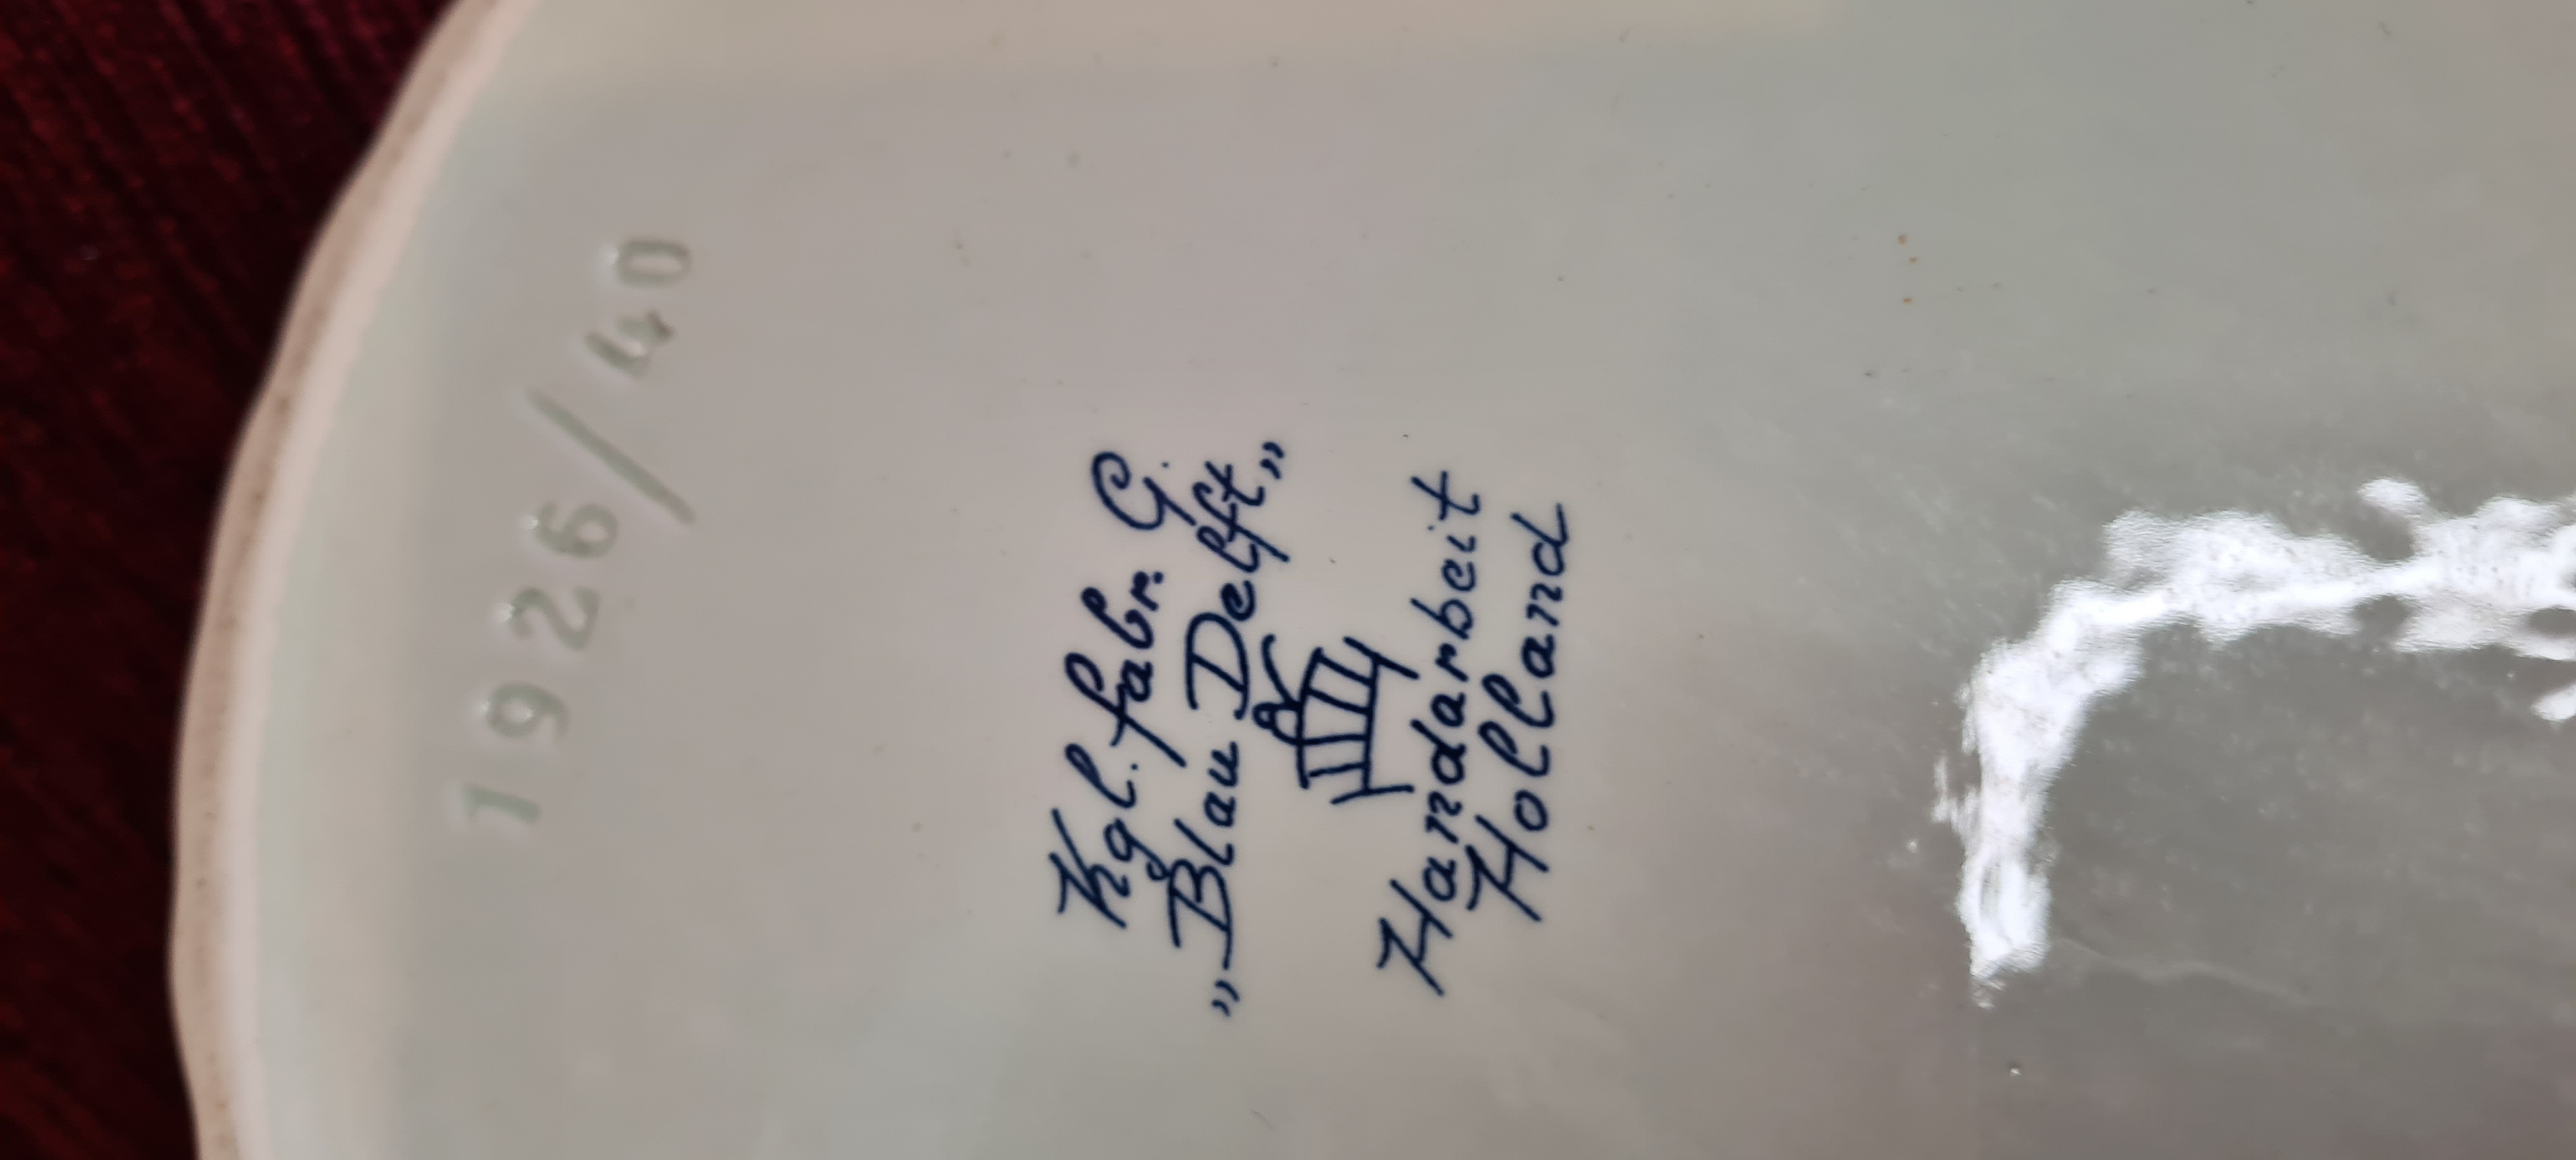 1926/40
Kgl. fabr. G.
„Blau Delft„
Handarbeit
Holland